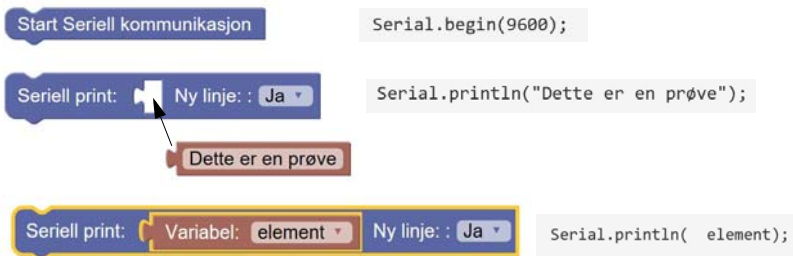 Start Seriell kommunikasjon Serial.begin(9600);
Seriell print: Ny linje: : Ja Serial.println("Dette er en prøve");
Dette er en prøve
Seriell print: Variabel: element Ny linje: : Ja Serial.println( element);